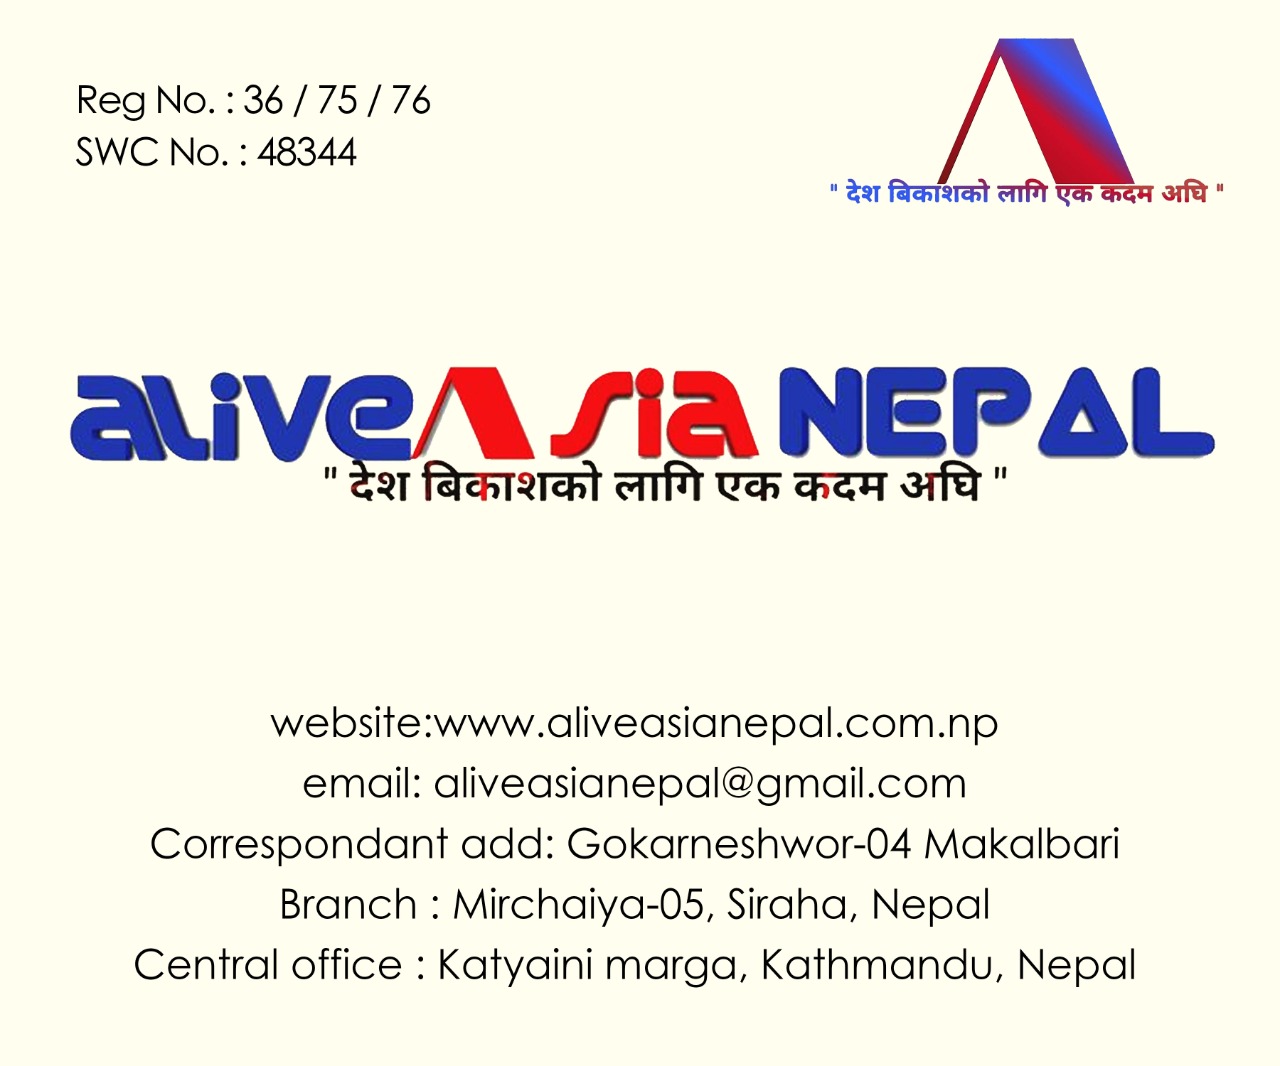 Reg No. : 36 / 75 / 76
SWC No. : 48344
" देश बिकाशको लागि एक कदम अघि "
aliveAsia NEPAL
" देश बिकाशको लागि एक कदम अघि "
website:www.aliveasianepal.com.np
email: aliveasianepal@gmail.com
Correspondant add: Gokarneshwor-04 Makalbari
Branch : Mirchaiya-05, Siraha, Nepal
Central office : Katyaini marga, Kathmandu, Nepal